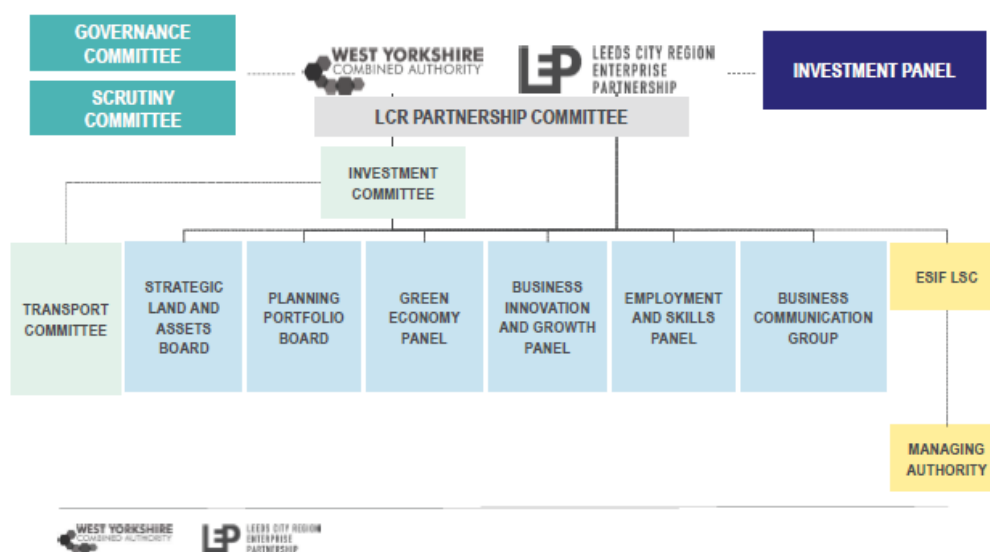 GOVERNANCE
COMMITTEE
SCRUTINY
COMMITTEE
WEST YORKSHIRE
COMBINED AUTHORITY
LEP
LEEDS CITY REGION
ENTERPRISE
PARTNERSHIP
INVESTMENT PANEL
LCR PARTNERSHIP COMMITTEE
INVESTMENT
COMMITTEE
TRANSPORT
COMMITTEE
STRATEGIC
LAND AND
ASSETS
BOARD
PLANNING
PORTFOLIO
BOARD
GREEN
ECONOMY
PANEL
BUSINESS
INNOVATION
AND GROWTH
PANEL
EMPLOYMENT
AND SKILLS
PANEL
BUSINESS
COMMUNICATION
GROUP
ESIF LSC
MANAGING
AUTHORITY
WEST YORKSHIRE
COMBINED AUTHORITY
LEP
LEEDS CITY REGION
ENTERPRISE
PARTNERSHIP